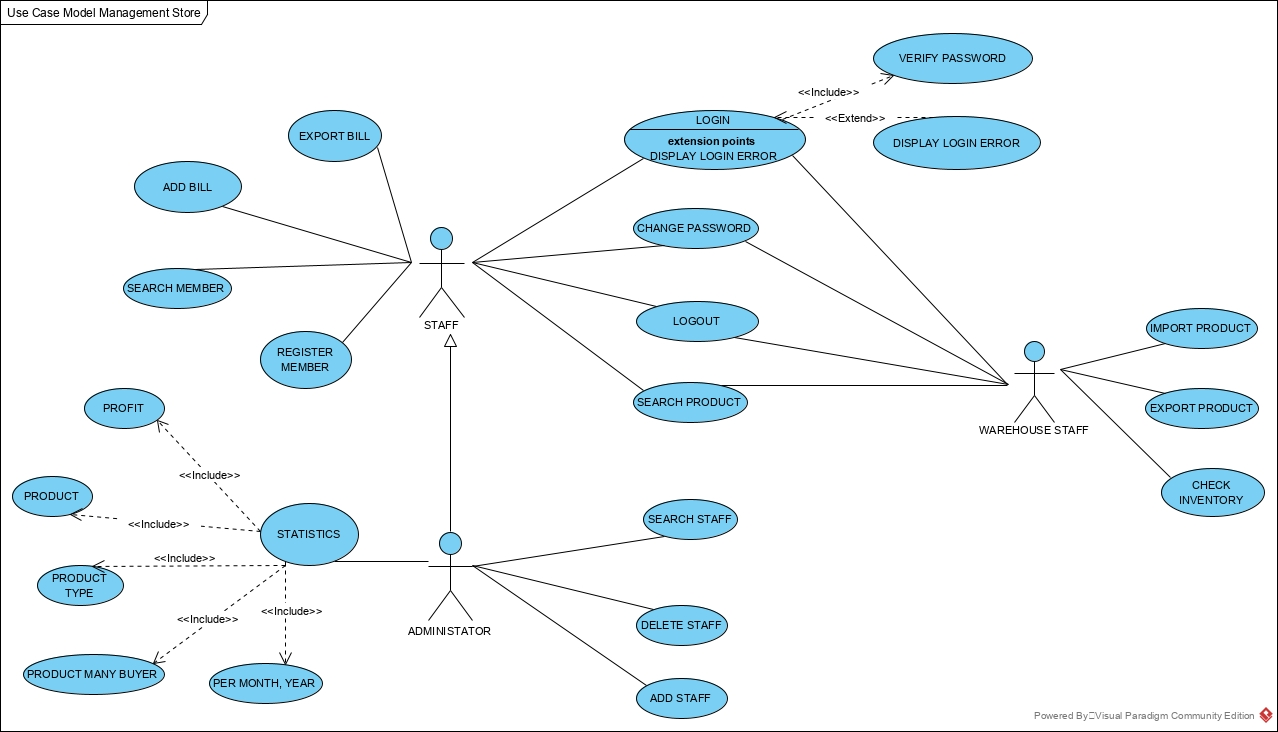 Use Case Model Management Store
VERIFY PASSWORD
<<Include>>
<<Extend>>
LOGIN
extension points
DISPLAY LOGIN ERROR
DISPLAY LOGIN ERROR
EXPORT BILL
ADD BILL
SEARCH MEMBER
REGISTER
MEMBER
STAFF
CHANGE PASSWORD
LOGOUT
SEARCH PRODUCT
WAREHOUSE STAFF
IMPORT PRODUCT
EXPORT PRODUCT
CHECK
INVENTORY
PROFIT
<<Include>>
PRODUCT
<<Include>>
STATISTICS
<<Include>>
PRODUCT
TYPE
<<Include>>
<<Include>>
PRODUCT MANY BUYER
PER MONTH, YEAR
ADMINISTATOR
SEARCH STAFF
DELETE STAFF
ADD STAFF
Powered By Visual Paradigm Community Edition